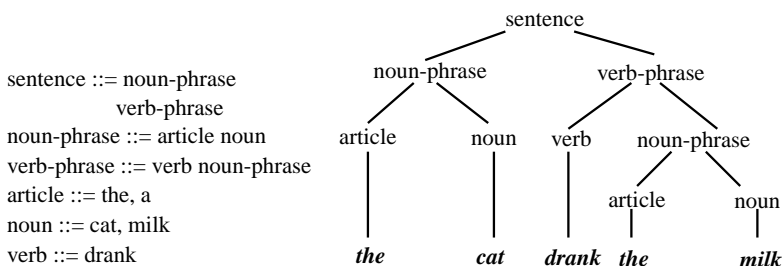 sentence
noun-phrase verb-phrase
sentence ::= noun-phrase
verb-phrase
noun-phrase ::= article noun
verb-phrase ::= verb noun-phrase
article ::= the, a
noun ::= cat, milk
verb ::= drank
article noun verb noun-phrase
article noun
the cat drank the milk